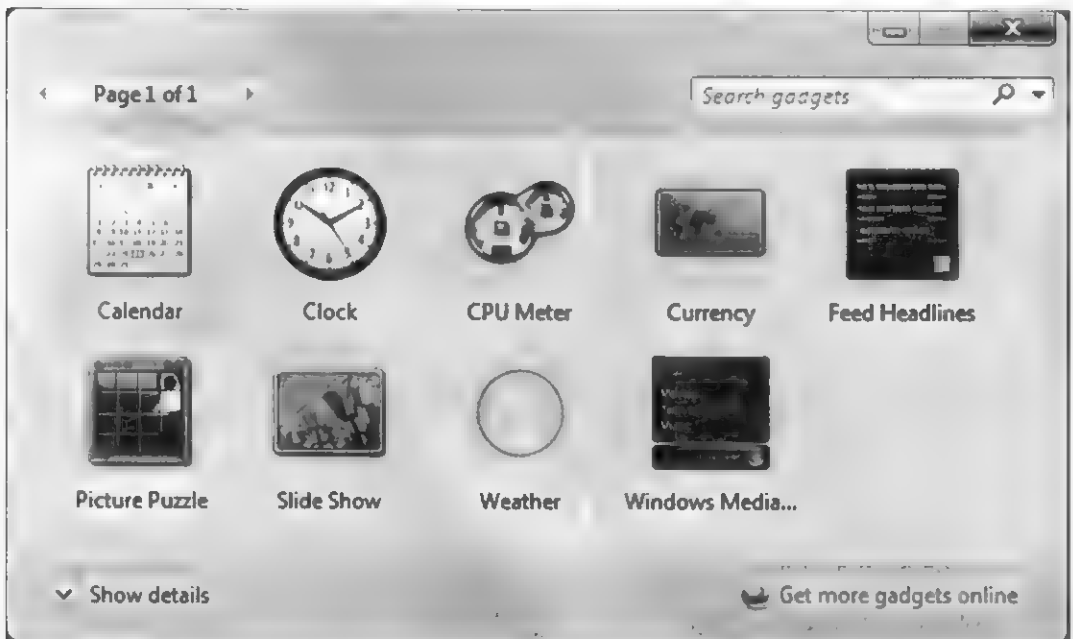 Page 1 of 1
Search gadgets
Calendar Clock CPU Meter Currency Feed Headlines
Picture Puzzle Slide Show Weather Windows Media...
Show details
Get more gadgets online